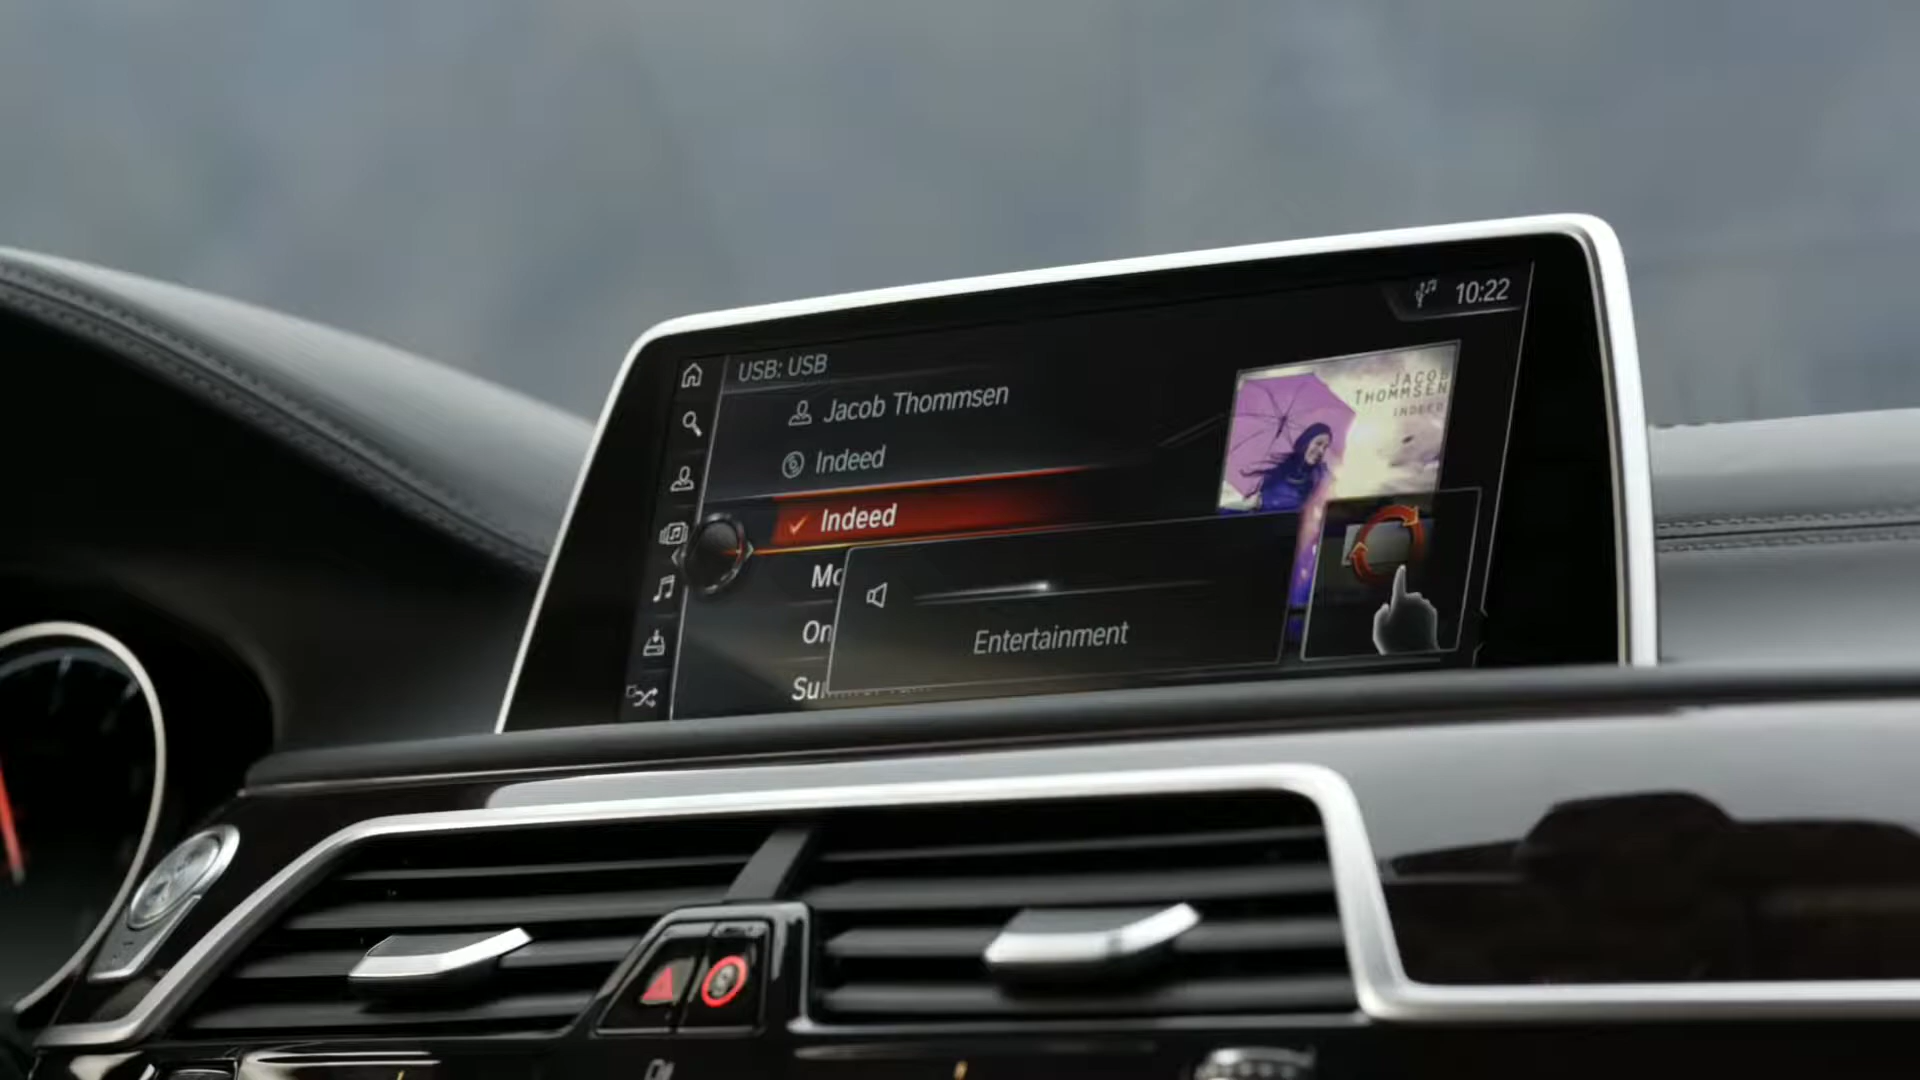 10:22
USB: USB
Jacob Thommsen
Indeed
Indeed
JACOB
THOMMSEN
INDEED
Entertainment